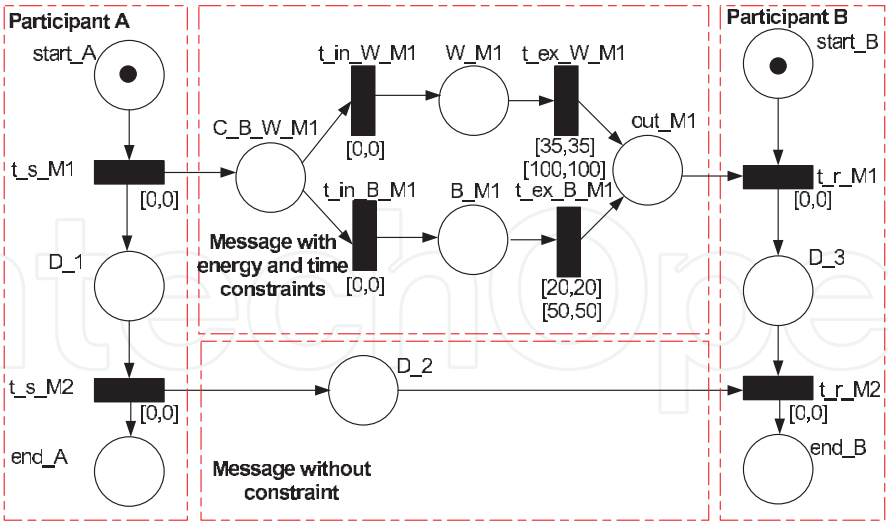 Participant A
start_A
t_s_M1
[0,0]
D_1
t_s_M2
[0,0]
end_A
t_in_W_M1
W_M1
t_ex_W_M1
C_B_W_M1
[0,0]
[35,35]
[100,100]
out_M1
t_in_B_M1
B_M1
t_ex_B_M1
Message with
energy and time
constraints
[0,0]
[20,20]
[50,50]
D_2
Message without
constraint
Participant B
start_B
t_r_M1
[0,0]
D_3
t_r_M2
[0,0]
end_B
ntechOpe